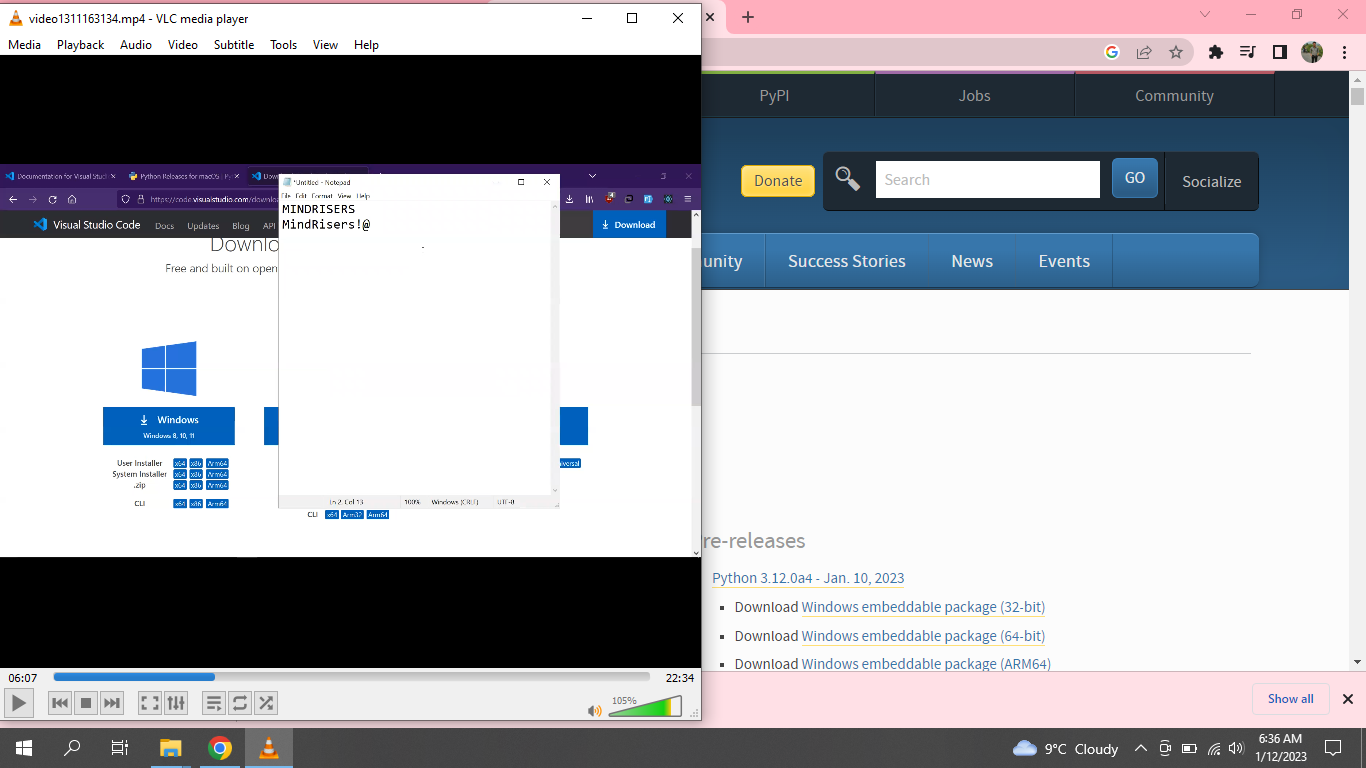 video1311163134.mp4 - VLC media player
Media Playback Audio Video Subtitle Tools View Help
Documentation for Visual Stud
Python Releases for macOS | Py
*Untitled - Notepad
File Edit Format View Help
MINDRISERS
MindRisers!@
Ln 2, Col 13 100% Windows (CRLF) UTF-8
https://code.visualstudio.com/downloa
Visual Studio Code Docs Updates Blog API
Download
Downlo
Free and built on open
Windows
Windows 8, 10, 11
User Installer x64 x86 Arm64
System Installer x64 x86 Arm64
.zip x64 x86 Arm64
CLI x64 x86 Arm64
CLI x64 Arm32 Arm64
06:07 22:34
105%
PyPI Jobs Community
Donate Search GO Socialize
unity Success Stories News Events
re-releases
Python 3.12.0a4 - Jan. 10, 2023
Download Windows embeddable package (32-bit)
Download Windows embeddable package (64-bit)
Download Windows embeddable package (ARM64)
Show all
9°C Cloudy
6:36 AM
1/12/2023